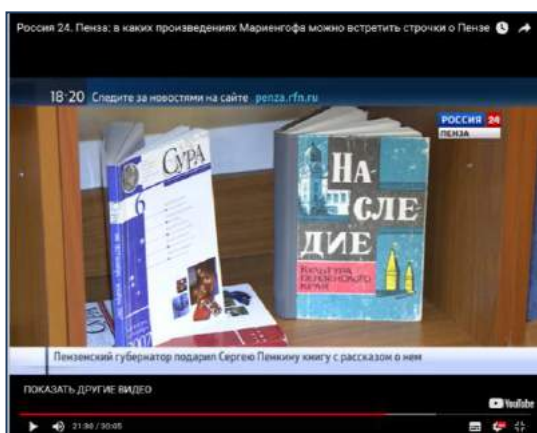 Россия 24. Пенза: в каких произведениях Мариенгофа можно встретить строчки о Пензе
18-20 Следите за новостями на сайте penza.rfn.ru
РОССИЯ 24
ПЕНЗА
СУРА
6
НА-
СЛЕ
ДИЕ
КУЛЬТУРА
ПЕНЗЕНСКОГО
КРАЯ
Пензенский губернатор подарил Сергею Пенкину книгу с рассказом о нем
ПОКАЗАТЬ ДРУГИЕ ВИДЕО
YouTube
21:30 / 30:05